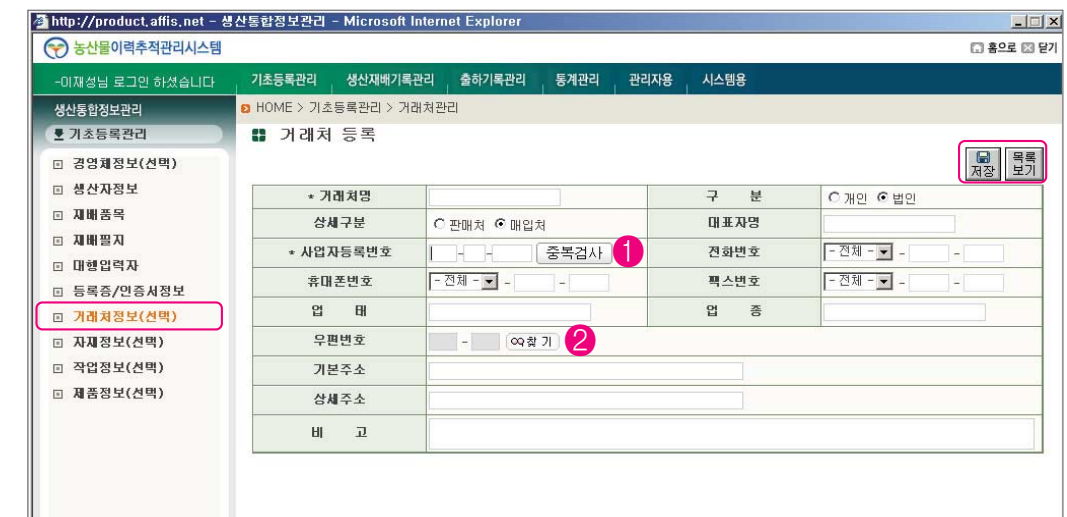 http://product.affis.net - 생산통합정보관리 - Microsoft Internet Explorer
농산물이력추적관리시스템
홈으로 닫기
-이재성님 로그인 하셨습니다
기초등록관리 생산재배기록관리 출하기록관리 통계관리 관리자용 시스템용
생산통합정보관리
HOME > 기초등록관리 > 거래처관리
기초등록관리
거래처 등록
경영체정보(선택)
생산자정보
재배품목
재배필지
대행입력자
등록증/인증서정보
거래처정보(선택)
자재정보(선택)
작업정보(선택)
제품정보(선택)
저장 목록보기
* 거래처명 구 분 개인 법인
상세구분 판매처 매입처 대표자명
* 사업자등록번호 - - 중복검사 1 전화번호 - 전체 - - -
휴대폰번호 - 전체 - - - 팩스번호 - 전체 - - -
업 태 업 종
우편번호 - 찾기 2
기본주소
상세주소
비 고